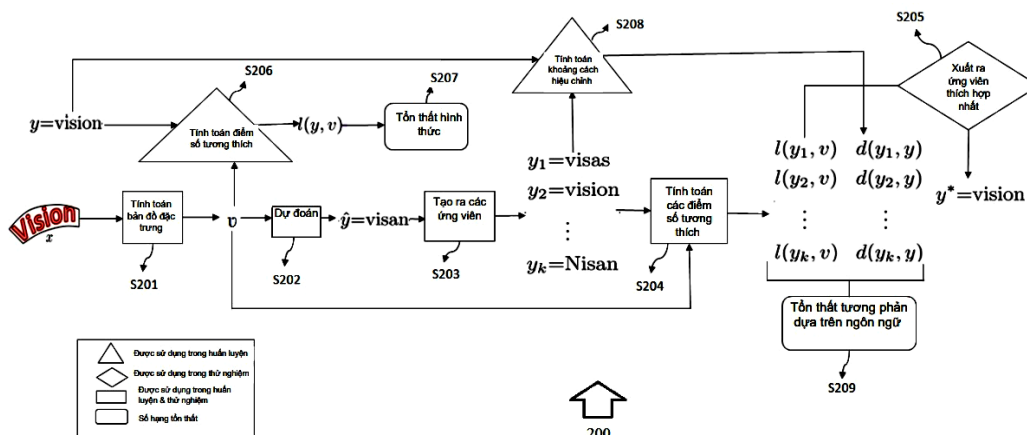 S208
S205
S206
S207
Tính toán
khoảng cách
hiệu chỉnh
Xuất ra
ứng viên
thích hợp
nhất
y=vision
Tính toán điểm
số tương thích
l(y, v)
Tổn thất hình
thức
y₁=visas
y₂=vision
⋮
yₖ=Nisan
l(y₁, v) d(y₁, y)
l(y₂, v) d(y₂, y)
⋮ ⋮
l(yₖ, v) d(yₖ, y)
y*=vision
Vision
x
Tính toán
bản đồ đặc
trưng
v
Dự đoán
ŷ=visan
Tạo ra các
ứng viên
Tính toán
các điểm
số tương
thích
S201
S202
S203
S204
Tổn thất tương phản
dựa trên ngôn ngữ
S209
Được sử dụng trong huấn luyện
Được sử dụng trong thử nghiệm
Được sử dụng trong huấn
luyện & thử nghiệm
Số hạng tổn thất
200